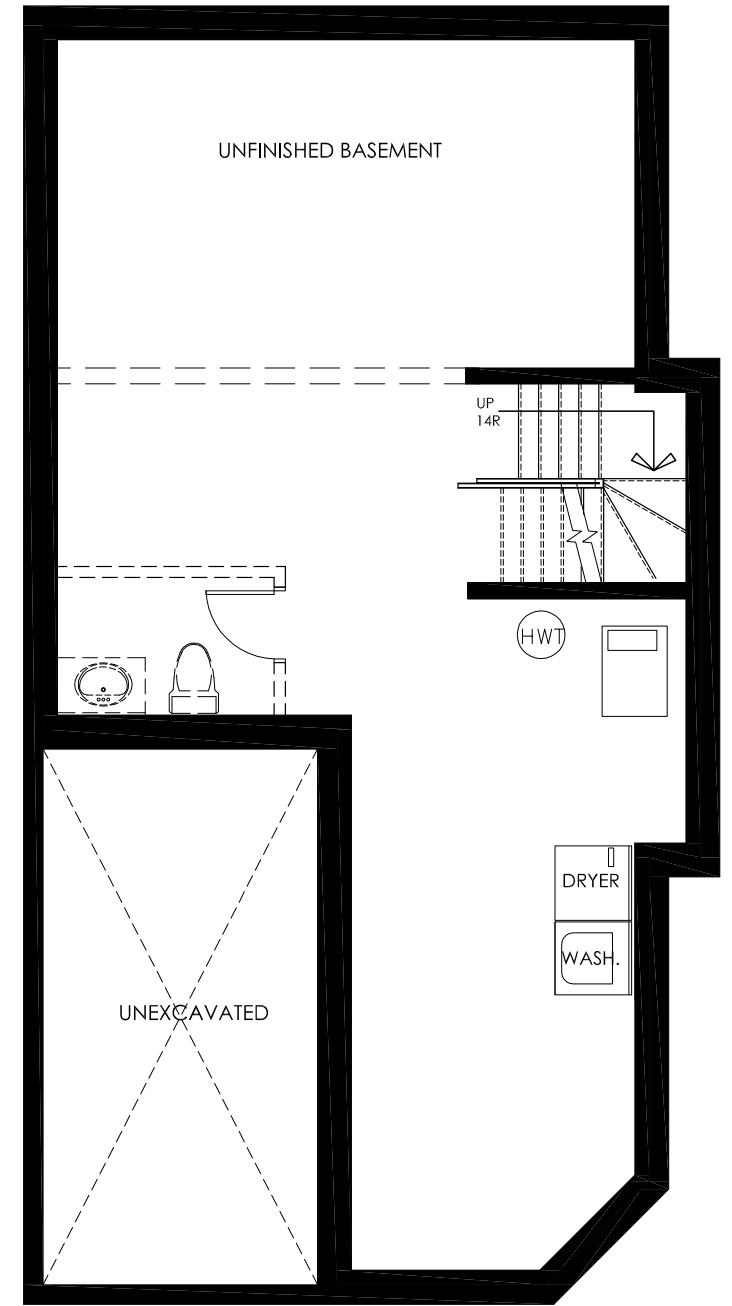 UNFINISHED BASEMENT
UP
14R
HWT
DRYER
WASH.
UNEXCAVATED